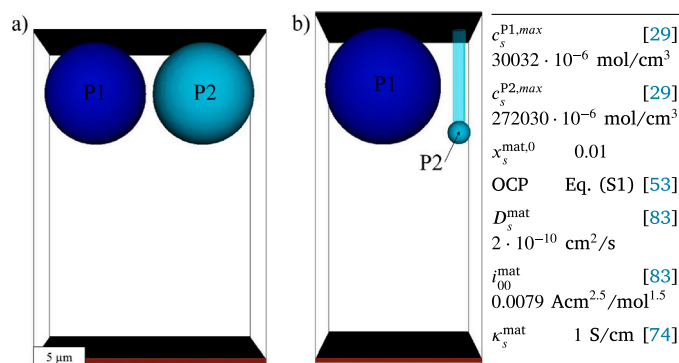 a)
P1 P2
5 μm
b)
P1
P2
c_s^{P1,max} [29]
30032 · 10^{-6} mol/cm^3
c_s^{P2,max} [29]
272030 · 10^{-6} mol/cm^3
x_s^{mat,0} 0.01
OCP Eq. (S1) [53]
D_s^{mat} [83]
2 · 10^{-10} cm^2/s
i_{00}^{mat} [83]
0.0079 Acm^{2.5}/mol^{1.5}
κ_s^{mat} 1 S/cm [74]